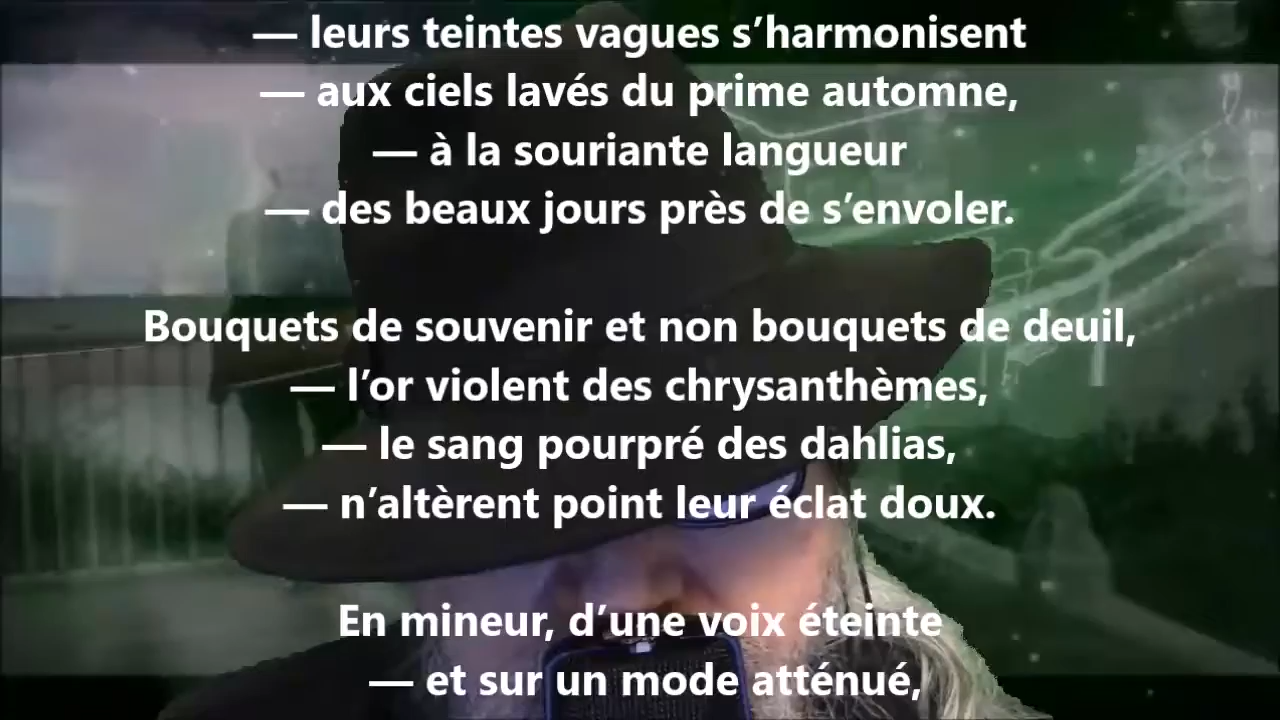 — leurs teintes vagues s’harmonisent
— aux ciels lavés du prime automne,
— à la souriante langueur
— des beaux jours près de s’envoler.
Bouquets de souvenir et non bouquets de deuil,
— l’or violent des chrysanthèmes,
— le sang pourpré des dahlias,
— n’altèrent point leur éclat doux.
En mineur, d’une voix éteinte
— et sur un mode atténué,